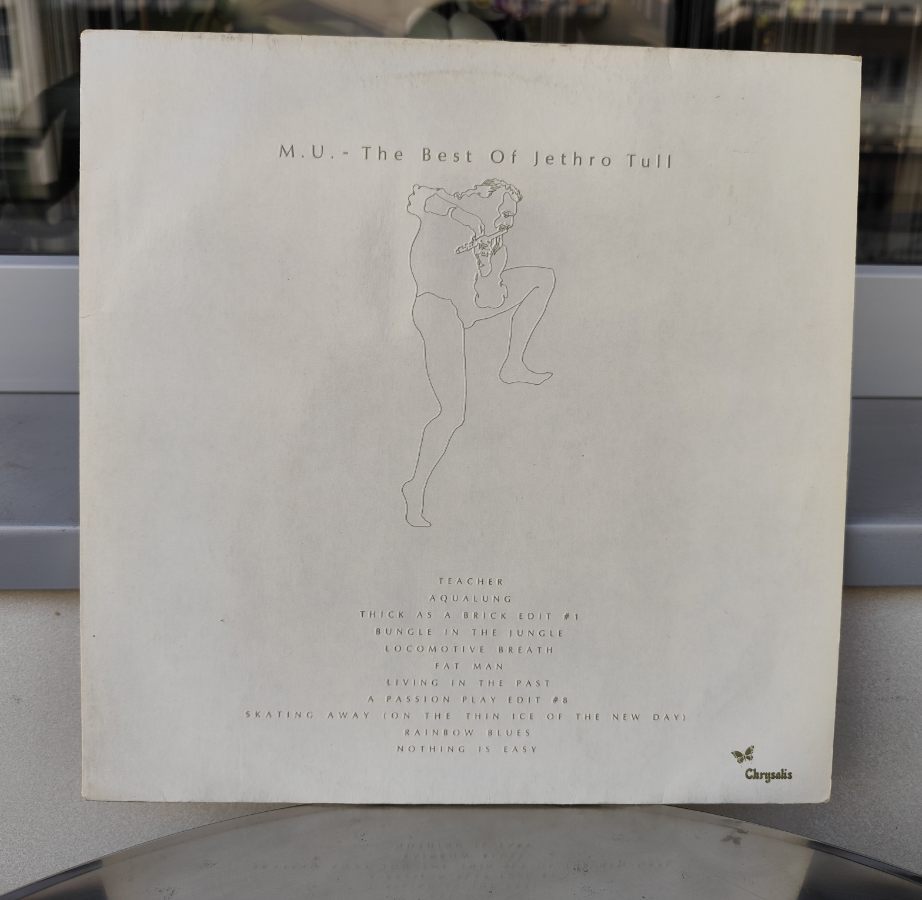 M.U. - The Best Of Jethro Tull
TEACHER
AQUALUNG
THICK AS A BRICK EDIT #1
BUNGLE IN THE JUNGLE
LOCOMOTIVE BREATH
FAT MAN
LIVING IN THE PAST
A PASSION PLAY EDIT #8
SKATING AWAY (ON THE THIN ICE OF THE NEW DAY)
RAINBOW BLUES
NOTHING IS EASY
Chrysalis